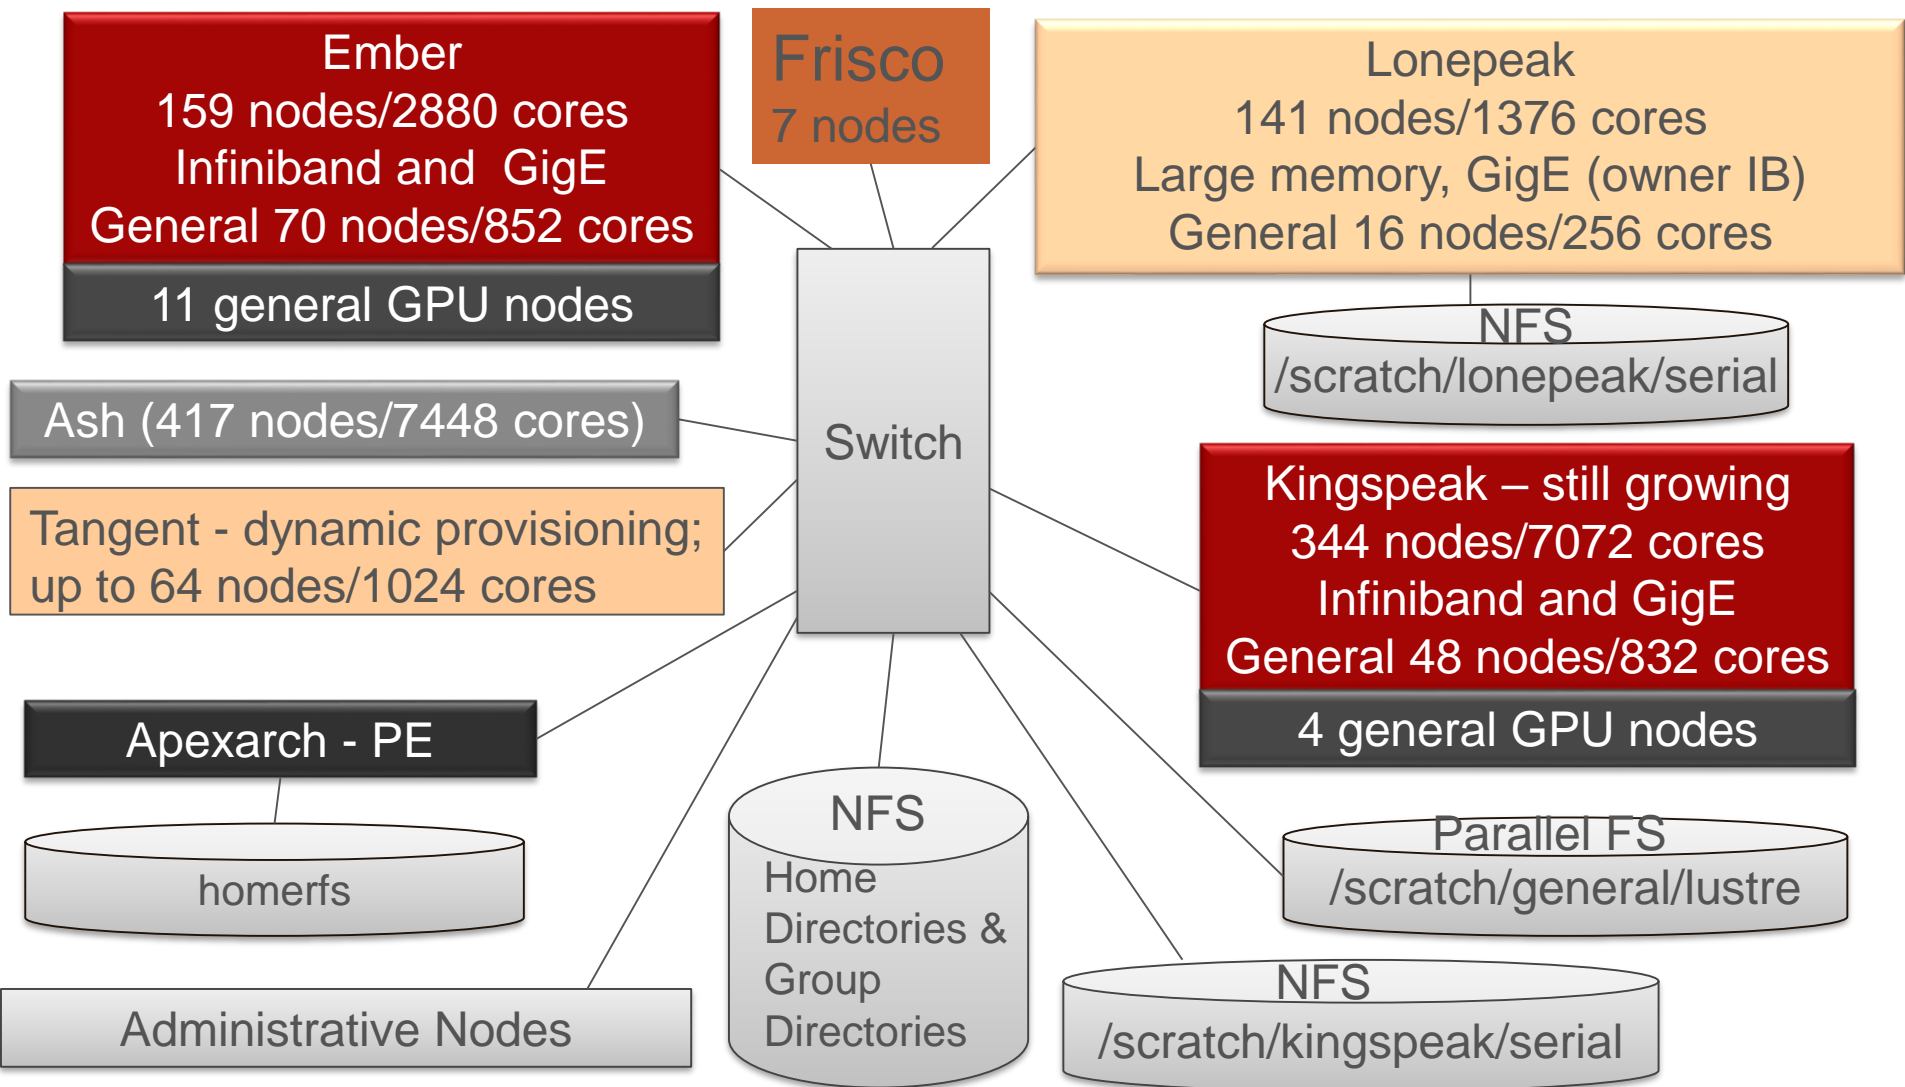 Ember
159 nodes/2880 cores
Infiniband and GigE
General 70 nodes/852 cores
11 general GPU nodes
Frisco
7 nodes
Lonepeak
141 nodes/1376 cores
Large memory, GigE (owner IB)
General 16 nodes/256 cores
NFS
/scratch/lonepeak/serial
Ash (417 nodes/7448 cores)
Switch
Tangent - dynamic provisioning;
up to 64 nodes/1024 cores
Kingspeak – still growing
344 nodes/7072 cores
Infiniband and GigE
General 48 nodes/832 cores
4 general GPU nodes
Apexarch - PE
homerfs
NFS
Home
Directories &
Group
Directories
Parallel FS
/scratch/general/lustre
NFS
/scratch/kingspeak/serial
Administrative Nodes